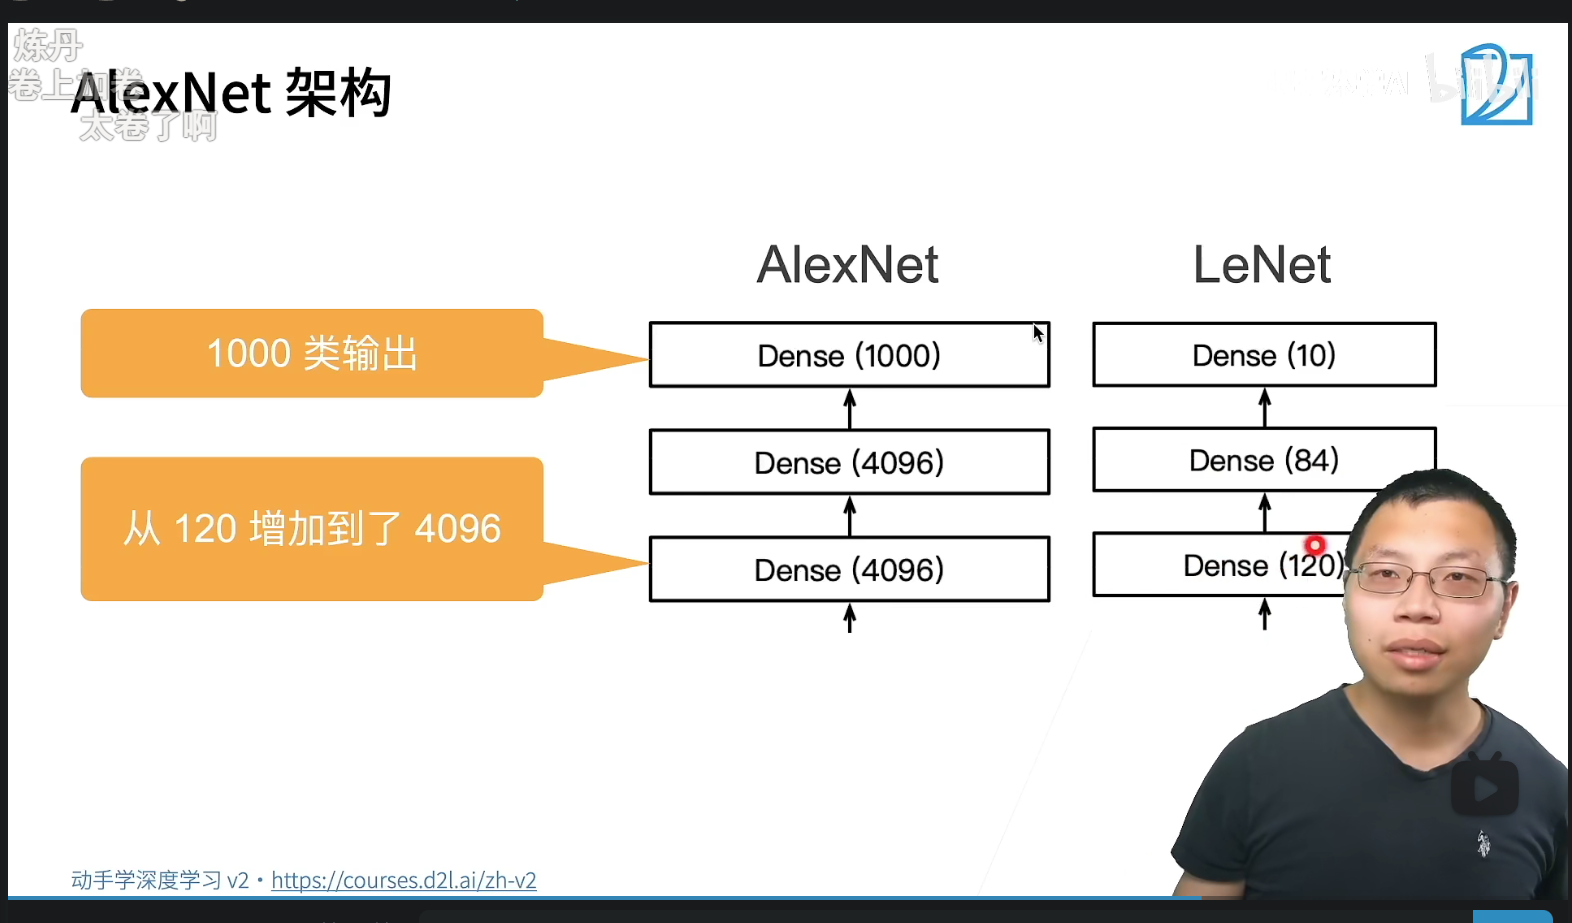 炼丹
卷上加卷
太卷了啊
AlexNet 架构
bilibili
AlexNet
LeNet
1000 类输出
Dense (1000)
Dense (10)
Dense (4096)
Dense (84)
从 120 增加到了 4096
Dense (4096)
Dense (120)
动手学深度学习 v2 · https://courses.d2l.ai/zh-v2